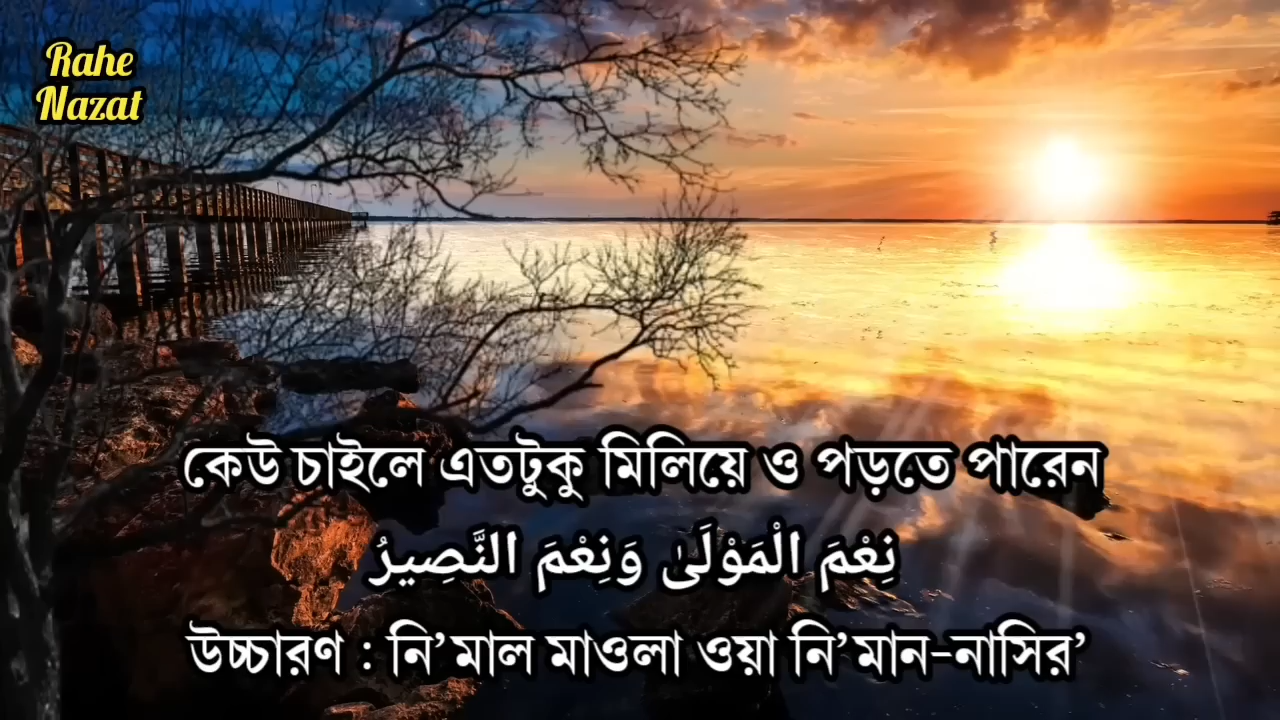 Rahe
Nazat
কেউ চাইলে এতটুকু মিলিয়ে ও পড়তে পারেন
نِعْمَ الْمَوْلَىٰ وَنِعْمَ النَّصِيرُ
উচ্চারণ : নি’মাল মাওলা ওয়া নি’মান-নাসির’